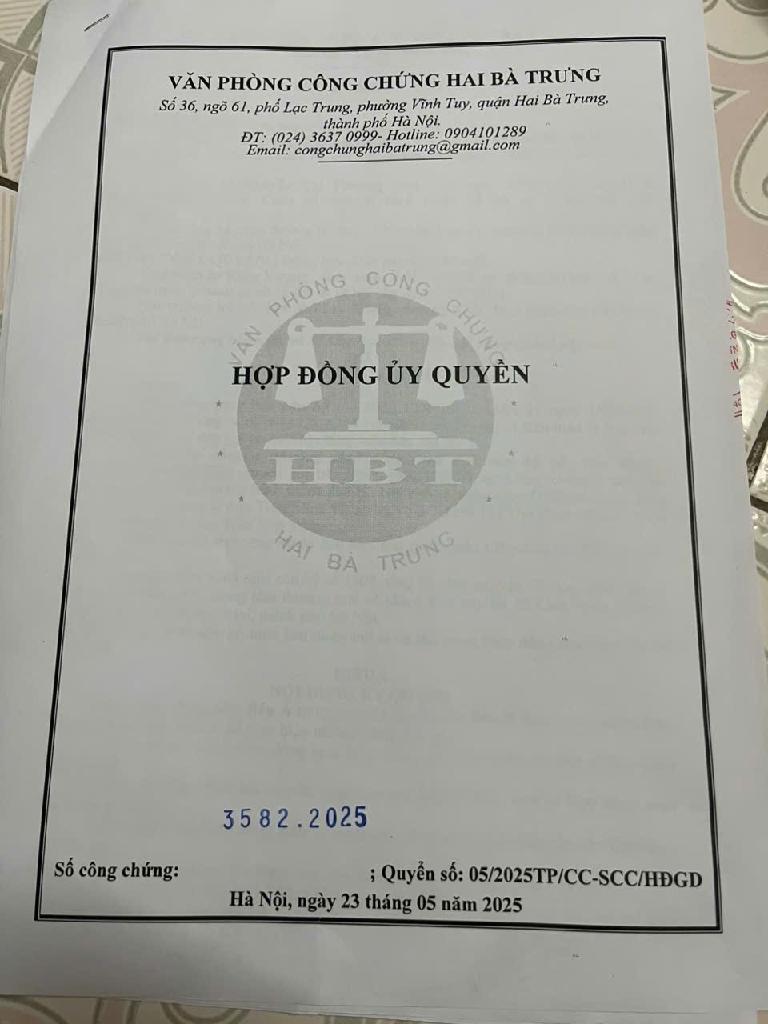 VĂN PHÒNG CÔNG CHỨNG HAI BÀ TRƯNG
Số 36, ngõ 61, phố Lạc Trung, phường Vĩnh Tuy, quận Hai Bà Trưng,
thành phố Hà Nội.
ĐT: (024) 3637 0999- Hotline: 0904101289
Email: congchunghaibatrung@gmail.com
VĂN PHÒNG CÔNG CHỨNG
HỢP ĐỒNG ỦY QUYỀN
HBT
HAI BÀ TRƯNG
3582.2025
Số công chứng: ; Quyển số: 05/2025TP/CC-SCC/HĐGD
Hà Nội, ngày 23 tháng 05 năm 2025